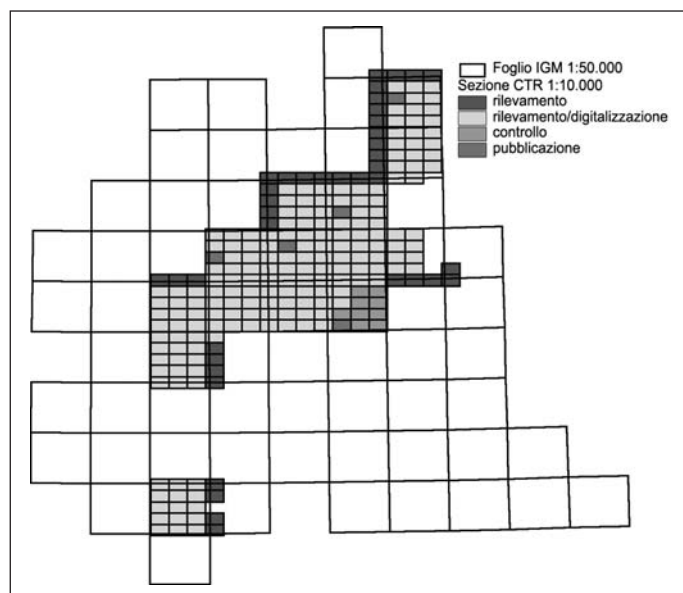 Foglio IGM 1:50.000
Sezione CTR 1:10.000
rilevamento
rilevamento/digitalizzazione
controllo
pubblicazione